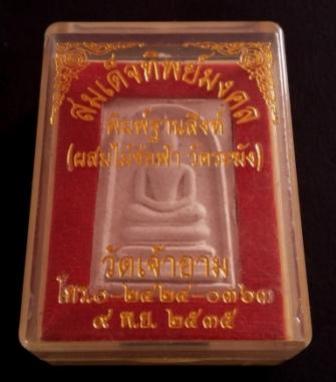 สมเด็จทิพย์มงคล
พิมพ์ฐานสิงห์
(ผสมไม้ช่อฟ้า วัดระฆัง)
วัดเจ้าอาม
โทร.๐-๒๔๒๔-๐๓๖๓
๙ พ.ย. ๒๕๓๕